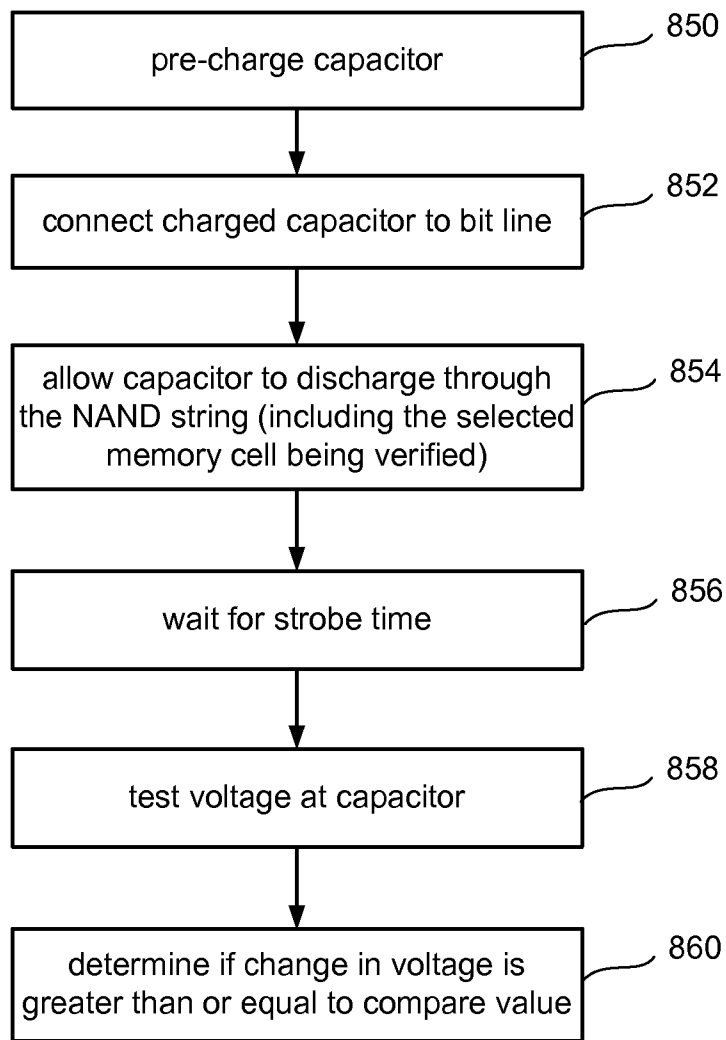 pre-charge capacitor
850
connect charged capacitor to bit line
852
allow capacitor to discharge through
the NAND string (including the selected
memory cell being verified)
854
wait for strobe time
856
test voltage at capacitor
858
determine if change in voltage is
greater than or equal to compare value
860